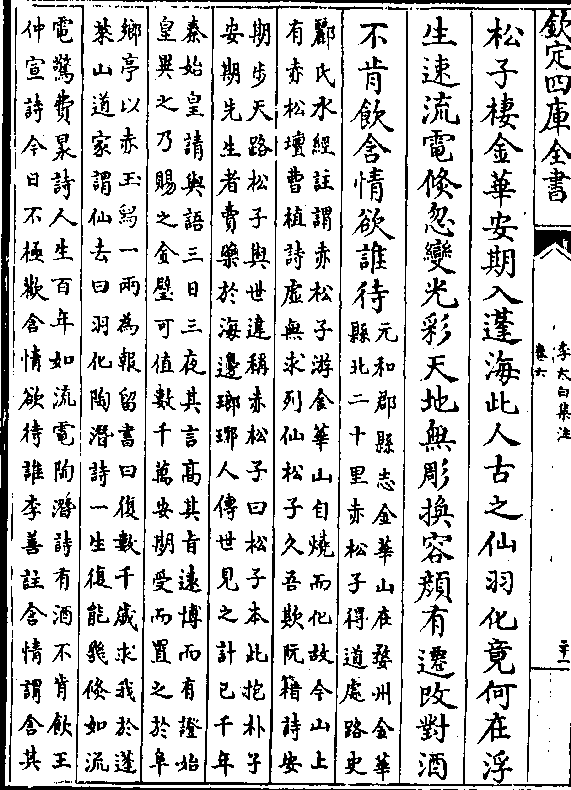 欽定四庫全書
李太白集注
卷六
二十一
松子棲金華安期入蓬海此人古之仙羽化竟何在浮
生速流電倐忽變光彩天地無彫換容顔有遷改對酒
不肯飲含情欲誰待
元和郡縣志金華山在婺州金華
縣北二十里赤松子得道處路史
酈氏水經註謂赤松子游金華山自燒而化故今山上
有赤松壇曹植詩虛無求列仙松子久吾欺阮籍詩安
期步天路松子與世違稱赤松子曰松子本此抱朴子
安期先生者賣藥於海邊瑯琊人傳世見之計已千年
秦始皇請與語三日三夜其言高其旨逺博而有證始
皇異之乃賜之金璧可值數千萬安期受而置之於阜
鄉亭以赤玉舄一兩為報留書曰復數千歲求我於蓬
萊山道家謂仙去曰羽化陶潛詩一生復能幾倐如流
電驚費昶詩人生百年如流電陶潛詩有酒不肯飲王
仲宣詩今日不極歡含情欲待誰李善註含情謂含其